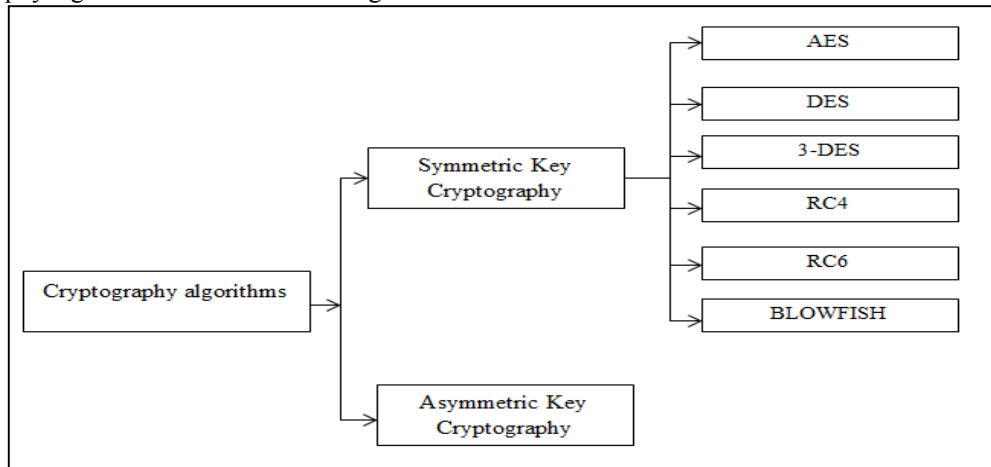 AES
DES
3-DES
Symmetric Key
Cryptography
RC4
RC6
Cryptography algorithms
BLOWFISH
Asymmetric Key
Cryptography